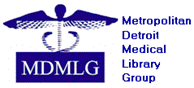 MDMLG
Metropolitan
Detroit
Medical
Library
Group